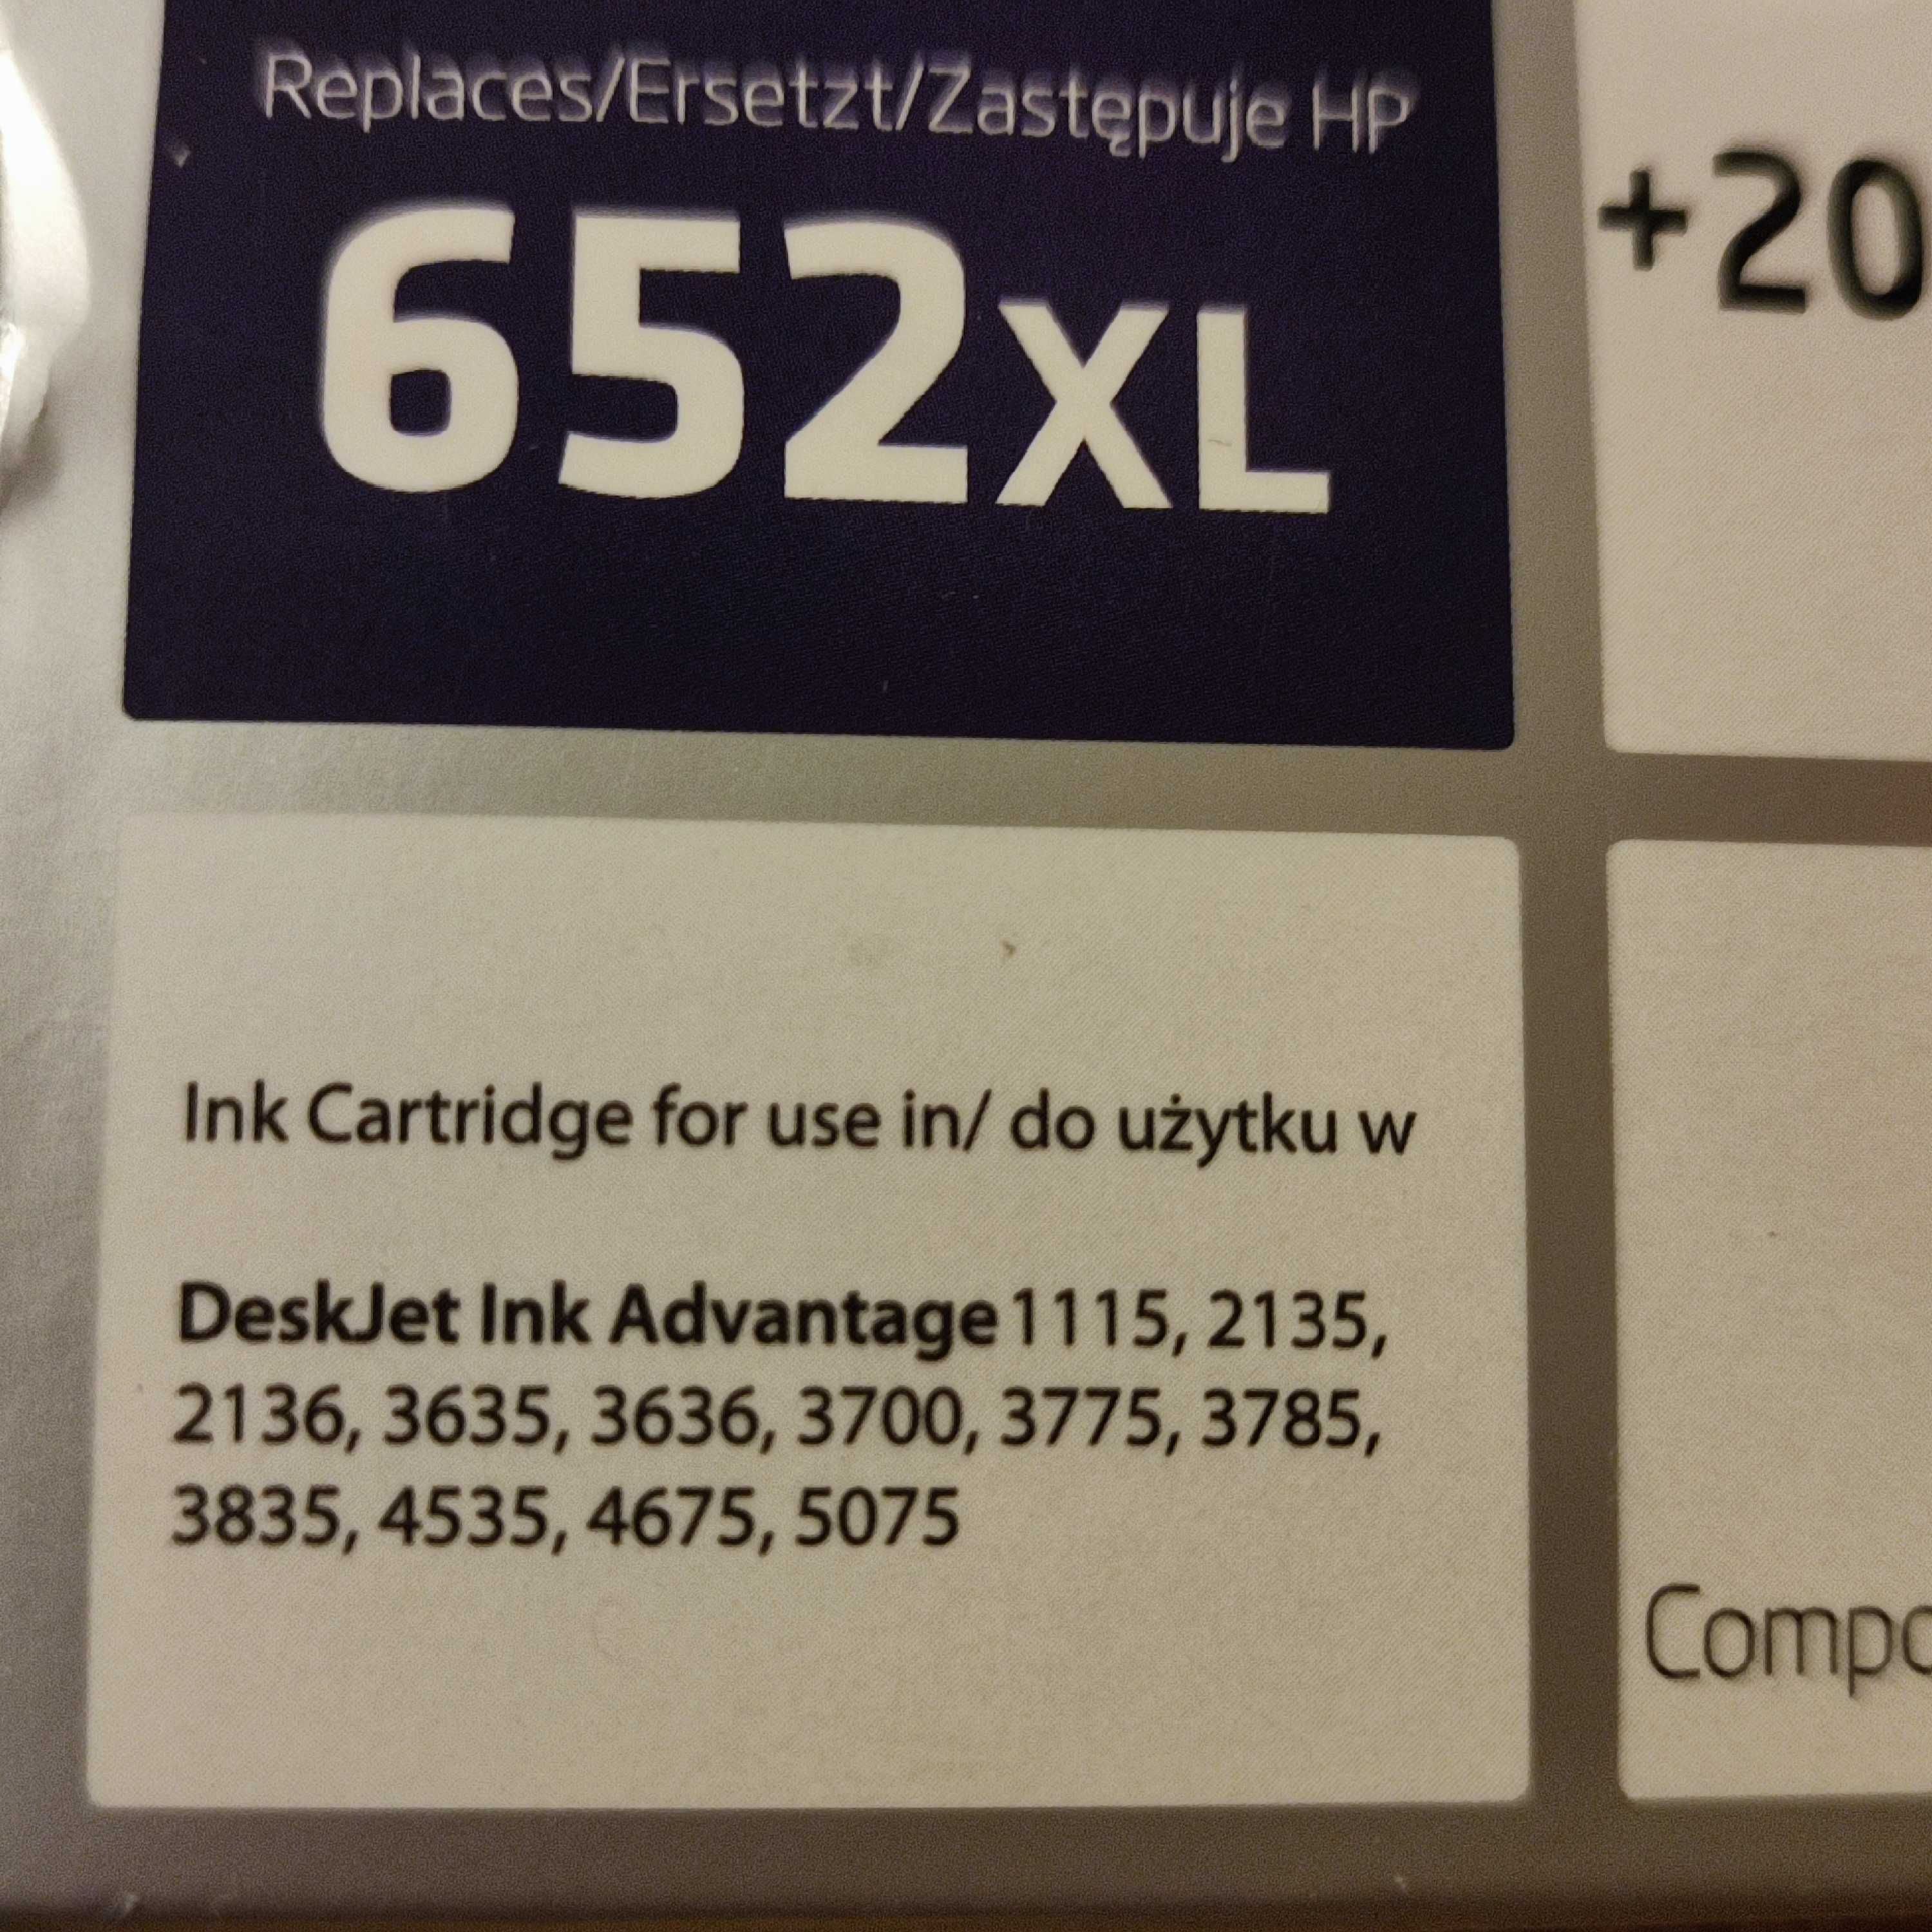 Replaces/Ersetzt/Zastępuje HP
652XL
+20
Ink Cartridge for use in/ do użytku w
DeskJet Ink Advantage 1115, 2135,
2136, 3635, 3636, 3700, 3775, 3785,
3835, 4535, 4675, 5075